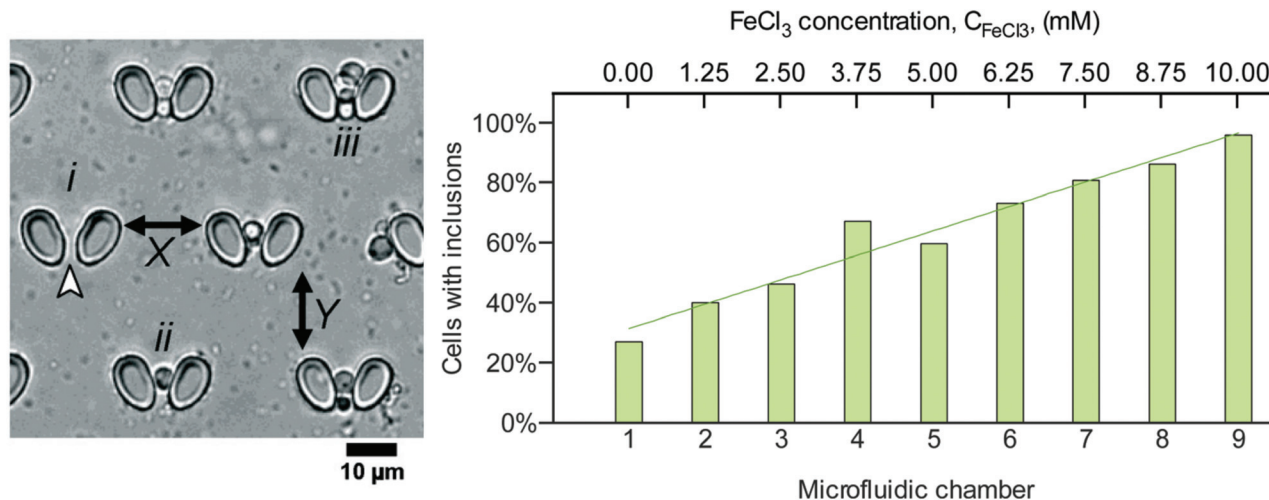 i
X
Y
ii
iii
10 µm
FeCl₃ concentration, C_FeCl3, (mM)
0.00 1.25 2.50 3.75 5.00 6.25 7.50 8.75 10.00
Cells with inclusions
100%
80%
60%
40%
20%
0%
1 2 3 4 5 6 7 8 9
Microfluidic chamber